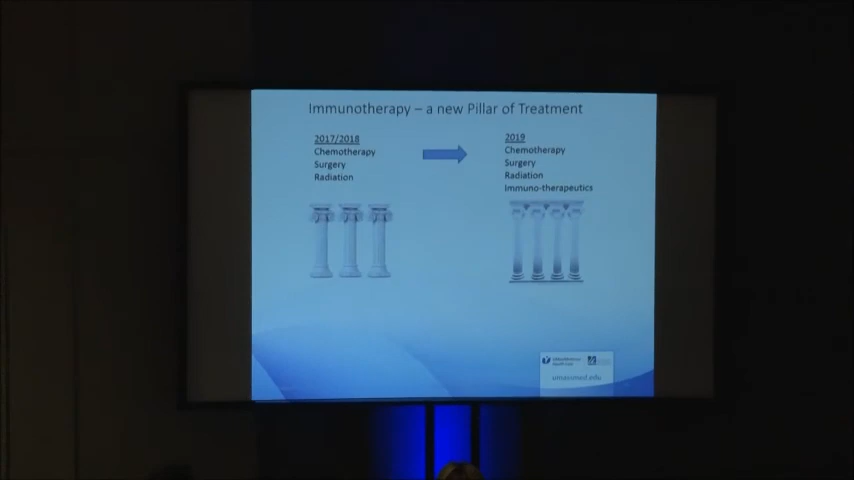 Immunotherapy – a new Pillar of Treatment
2017/2018
Chemotherapy
Surgery
Radiation
2019
Chemotherapy
Surgery
Radiation
Immuno-therapeutics
umassmed.edu